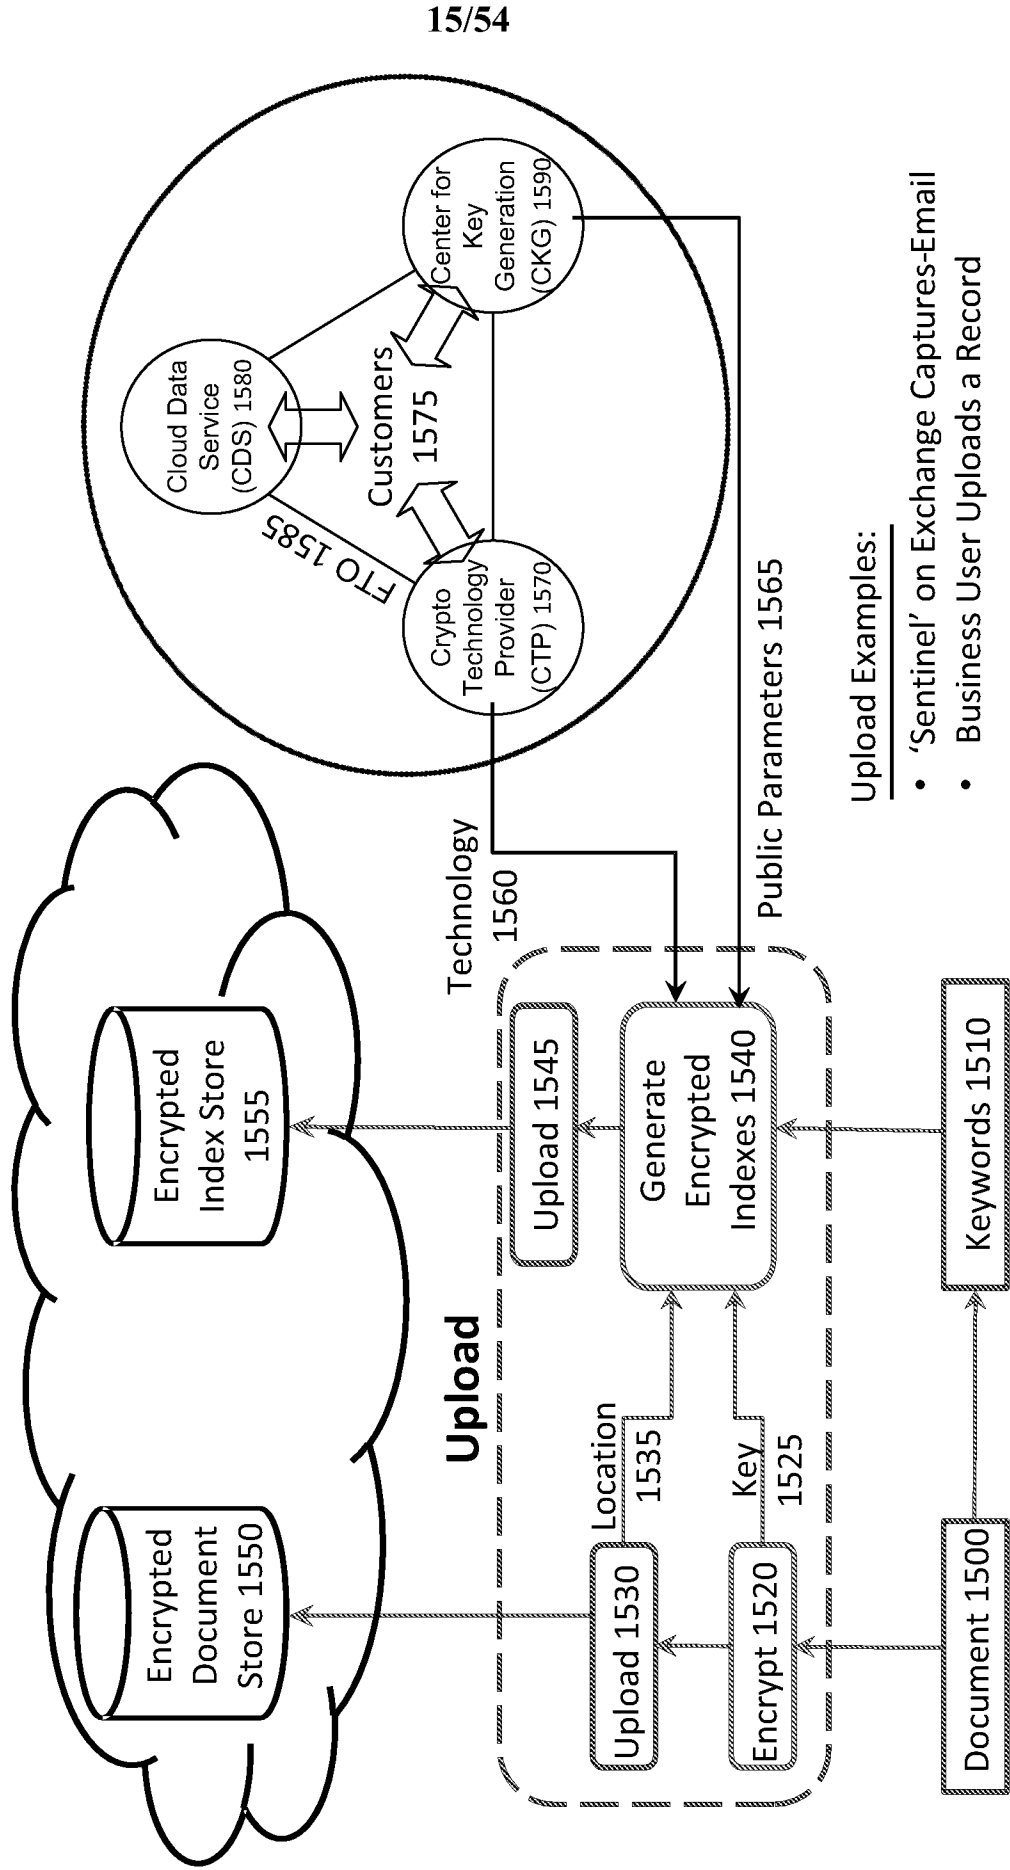 15/54
Cloud Data
Service
(CDS) 1580
FTO 1585
Customers
1575
Crypto
Technology
Provider
(CTP) 1570
Center for
Key
Generation
(CKG) 1590
Encrypted
Document
Store 1550
Encrypted
Index Store
1555
Upload
Technology
1560
Public Parameters 1565
Upload 1530
Location
1535
Encrypt 1520
Key
1525
Upload 1545
Generate
Encrypted
Indexes 1540
Document 1500
Keywords 1510
Upload Examples:
• ‘Sentinel’ on Exchange Captures-Email
• Business User Uploads a Record